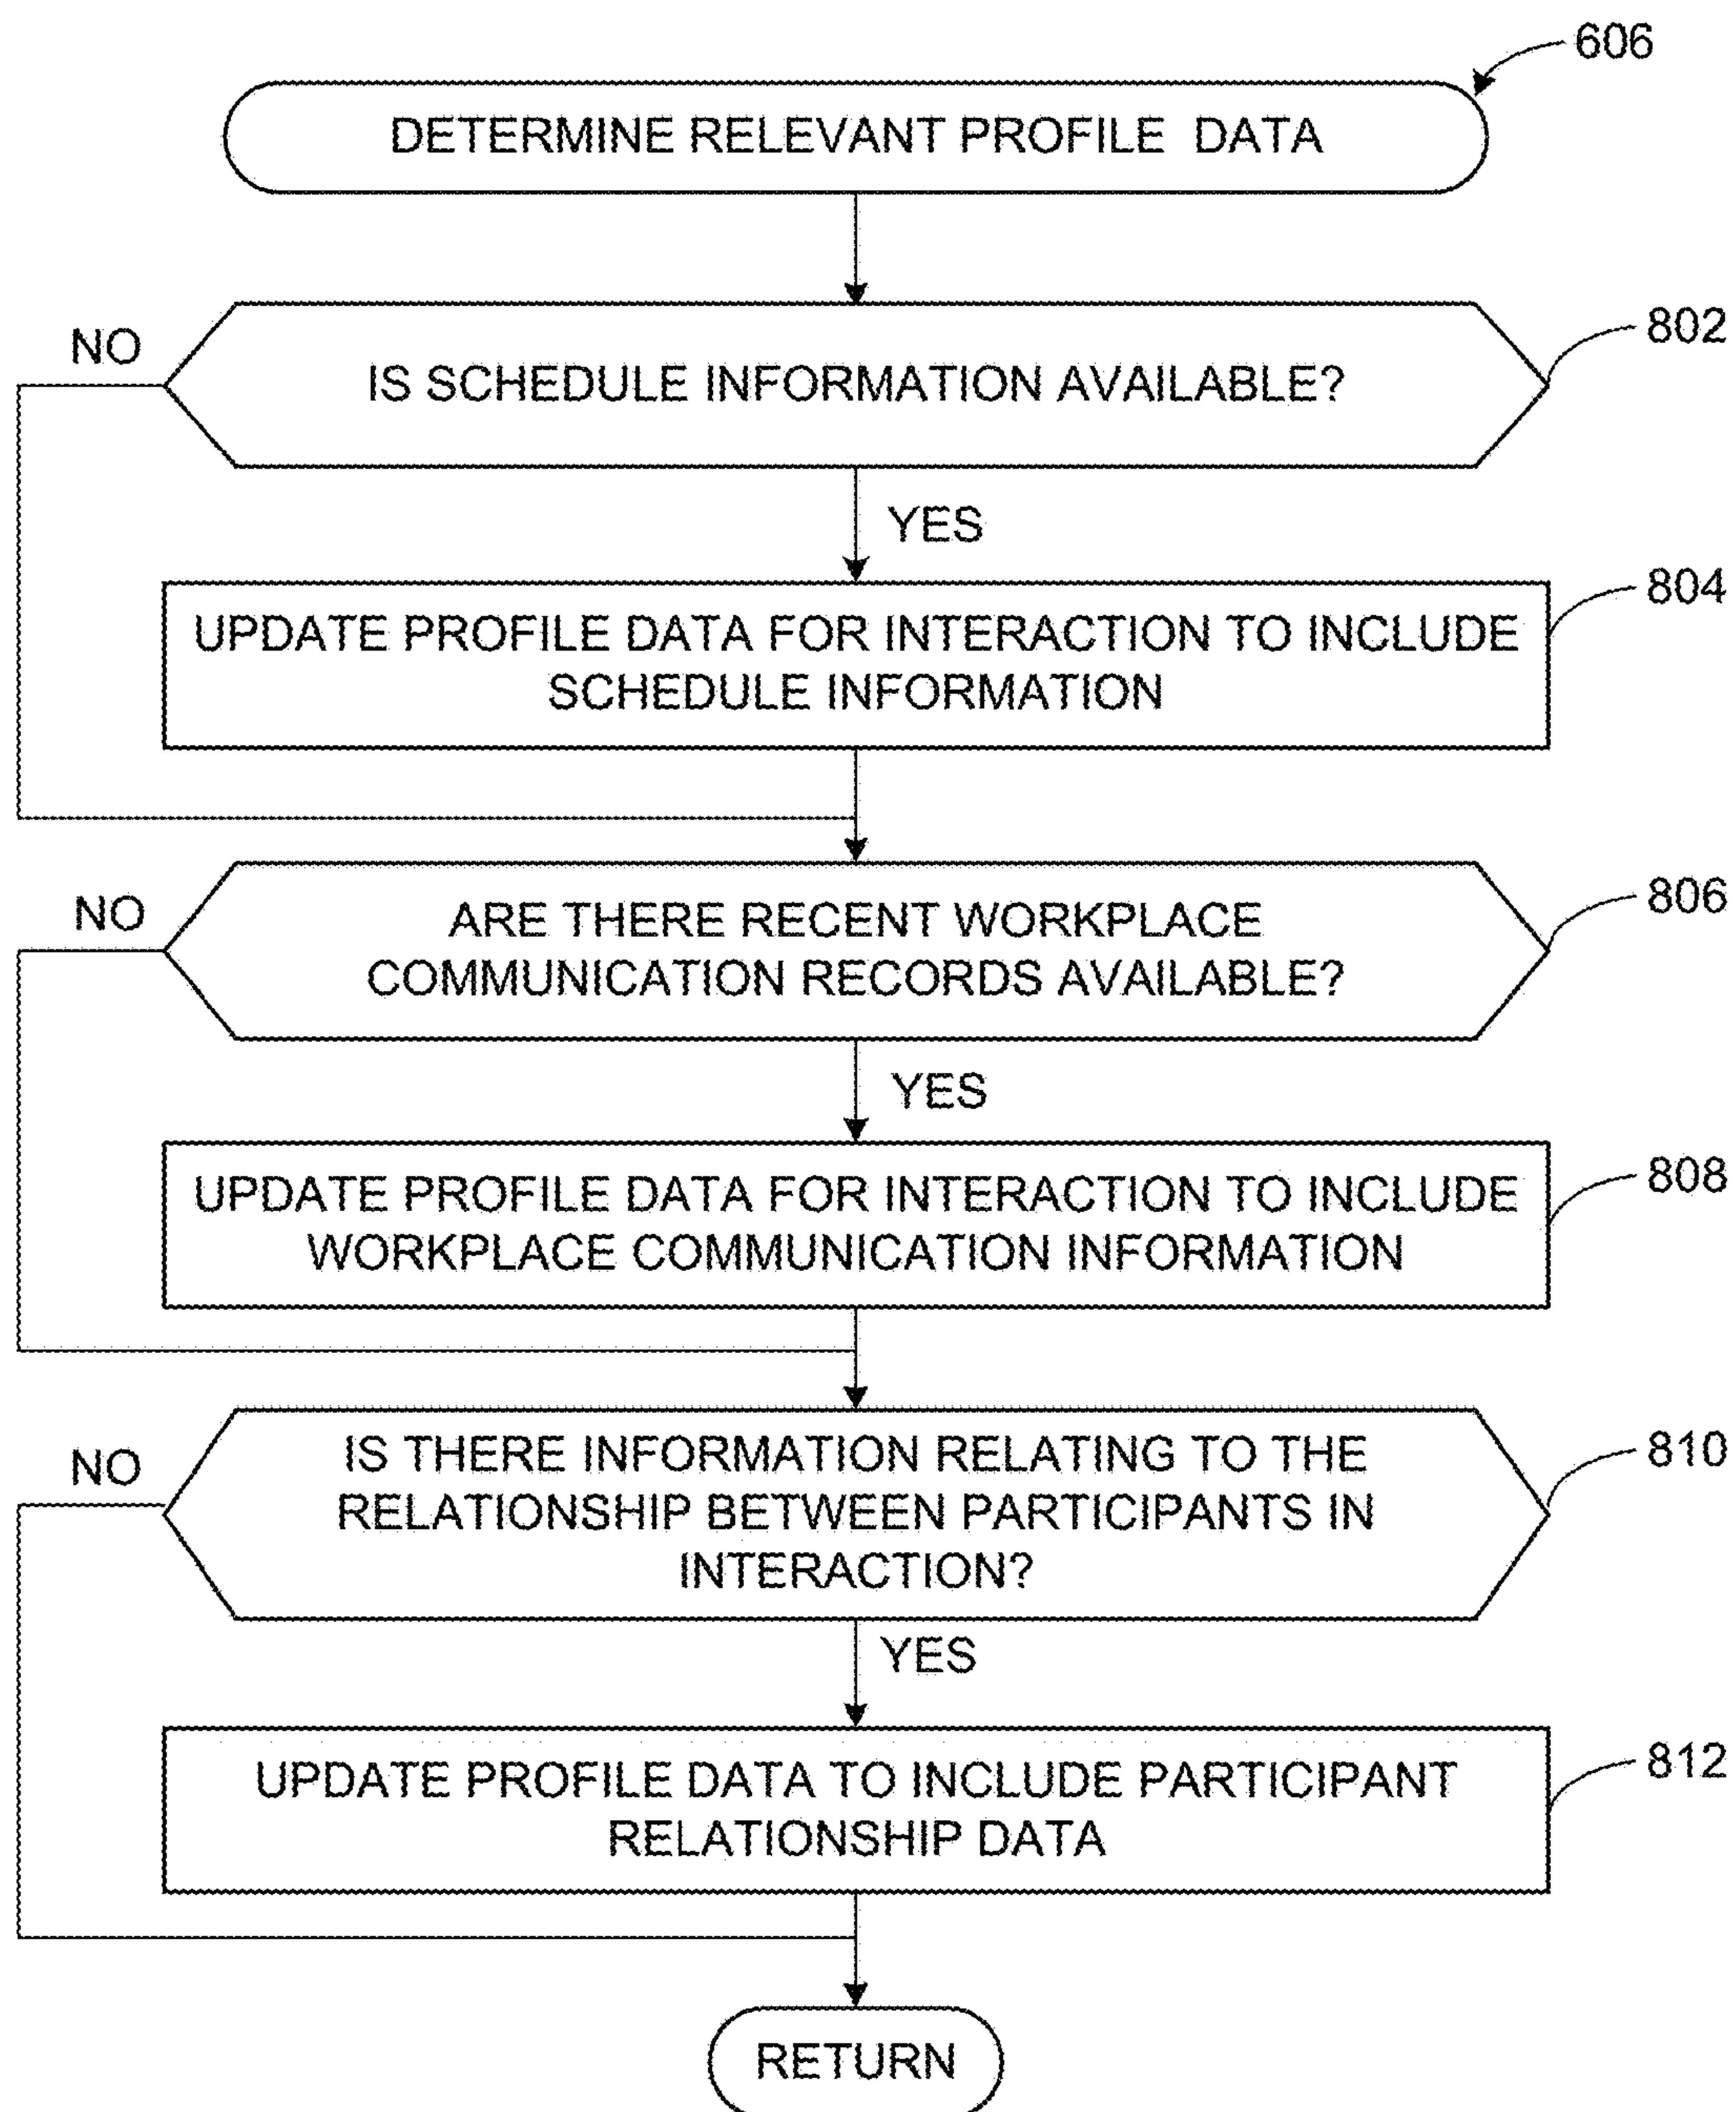 606
DETERMINE RELEVANT PROFILE DATA
802
NO
IS SCHEDULE INFORMATION AVAILABLE?
YES
804
UPDATE PROFILE DATA FOR INTERACTION TO INCLUDE
SCHEDULE INFORMATION
806
NO
ARE THERE RECENT WORKPLACE
COMMUNICATION RECORDS AVAILABLE?
YES
808
UPDATE PROFILE DATA FOR INTERACTION TO INCLUDE
WORKPLACE COMMUNICATION INFORMATION
810
NO
IS THERE INFORMATION RELATING TO THE
RELATIONSHIP BETWEEN PARTICIPANTS IN
INTERACTION?
YES
812
UPDATE PROFILE DATA TO INCLUDE PARTICIPANT
RELATIONSHIP DATA
RETURN